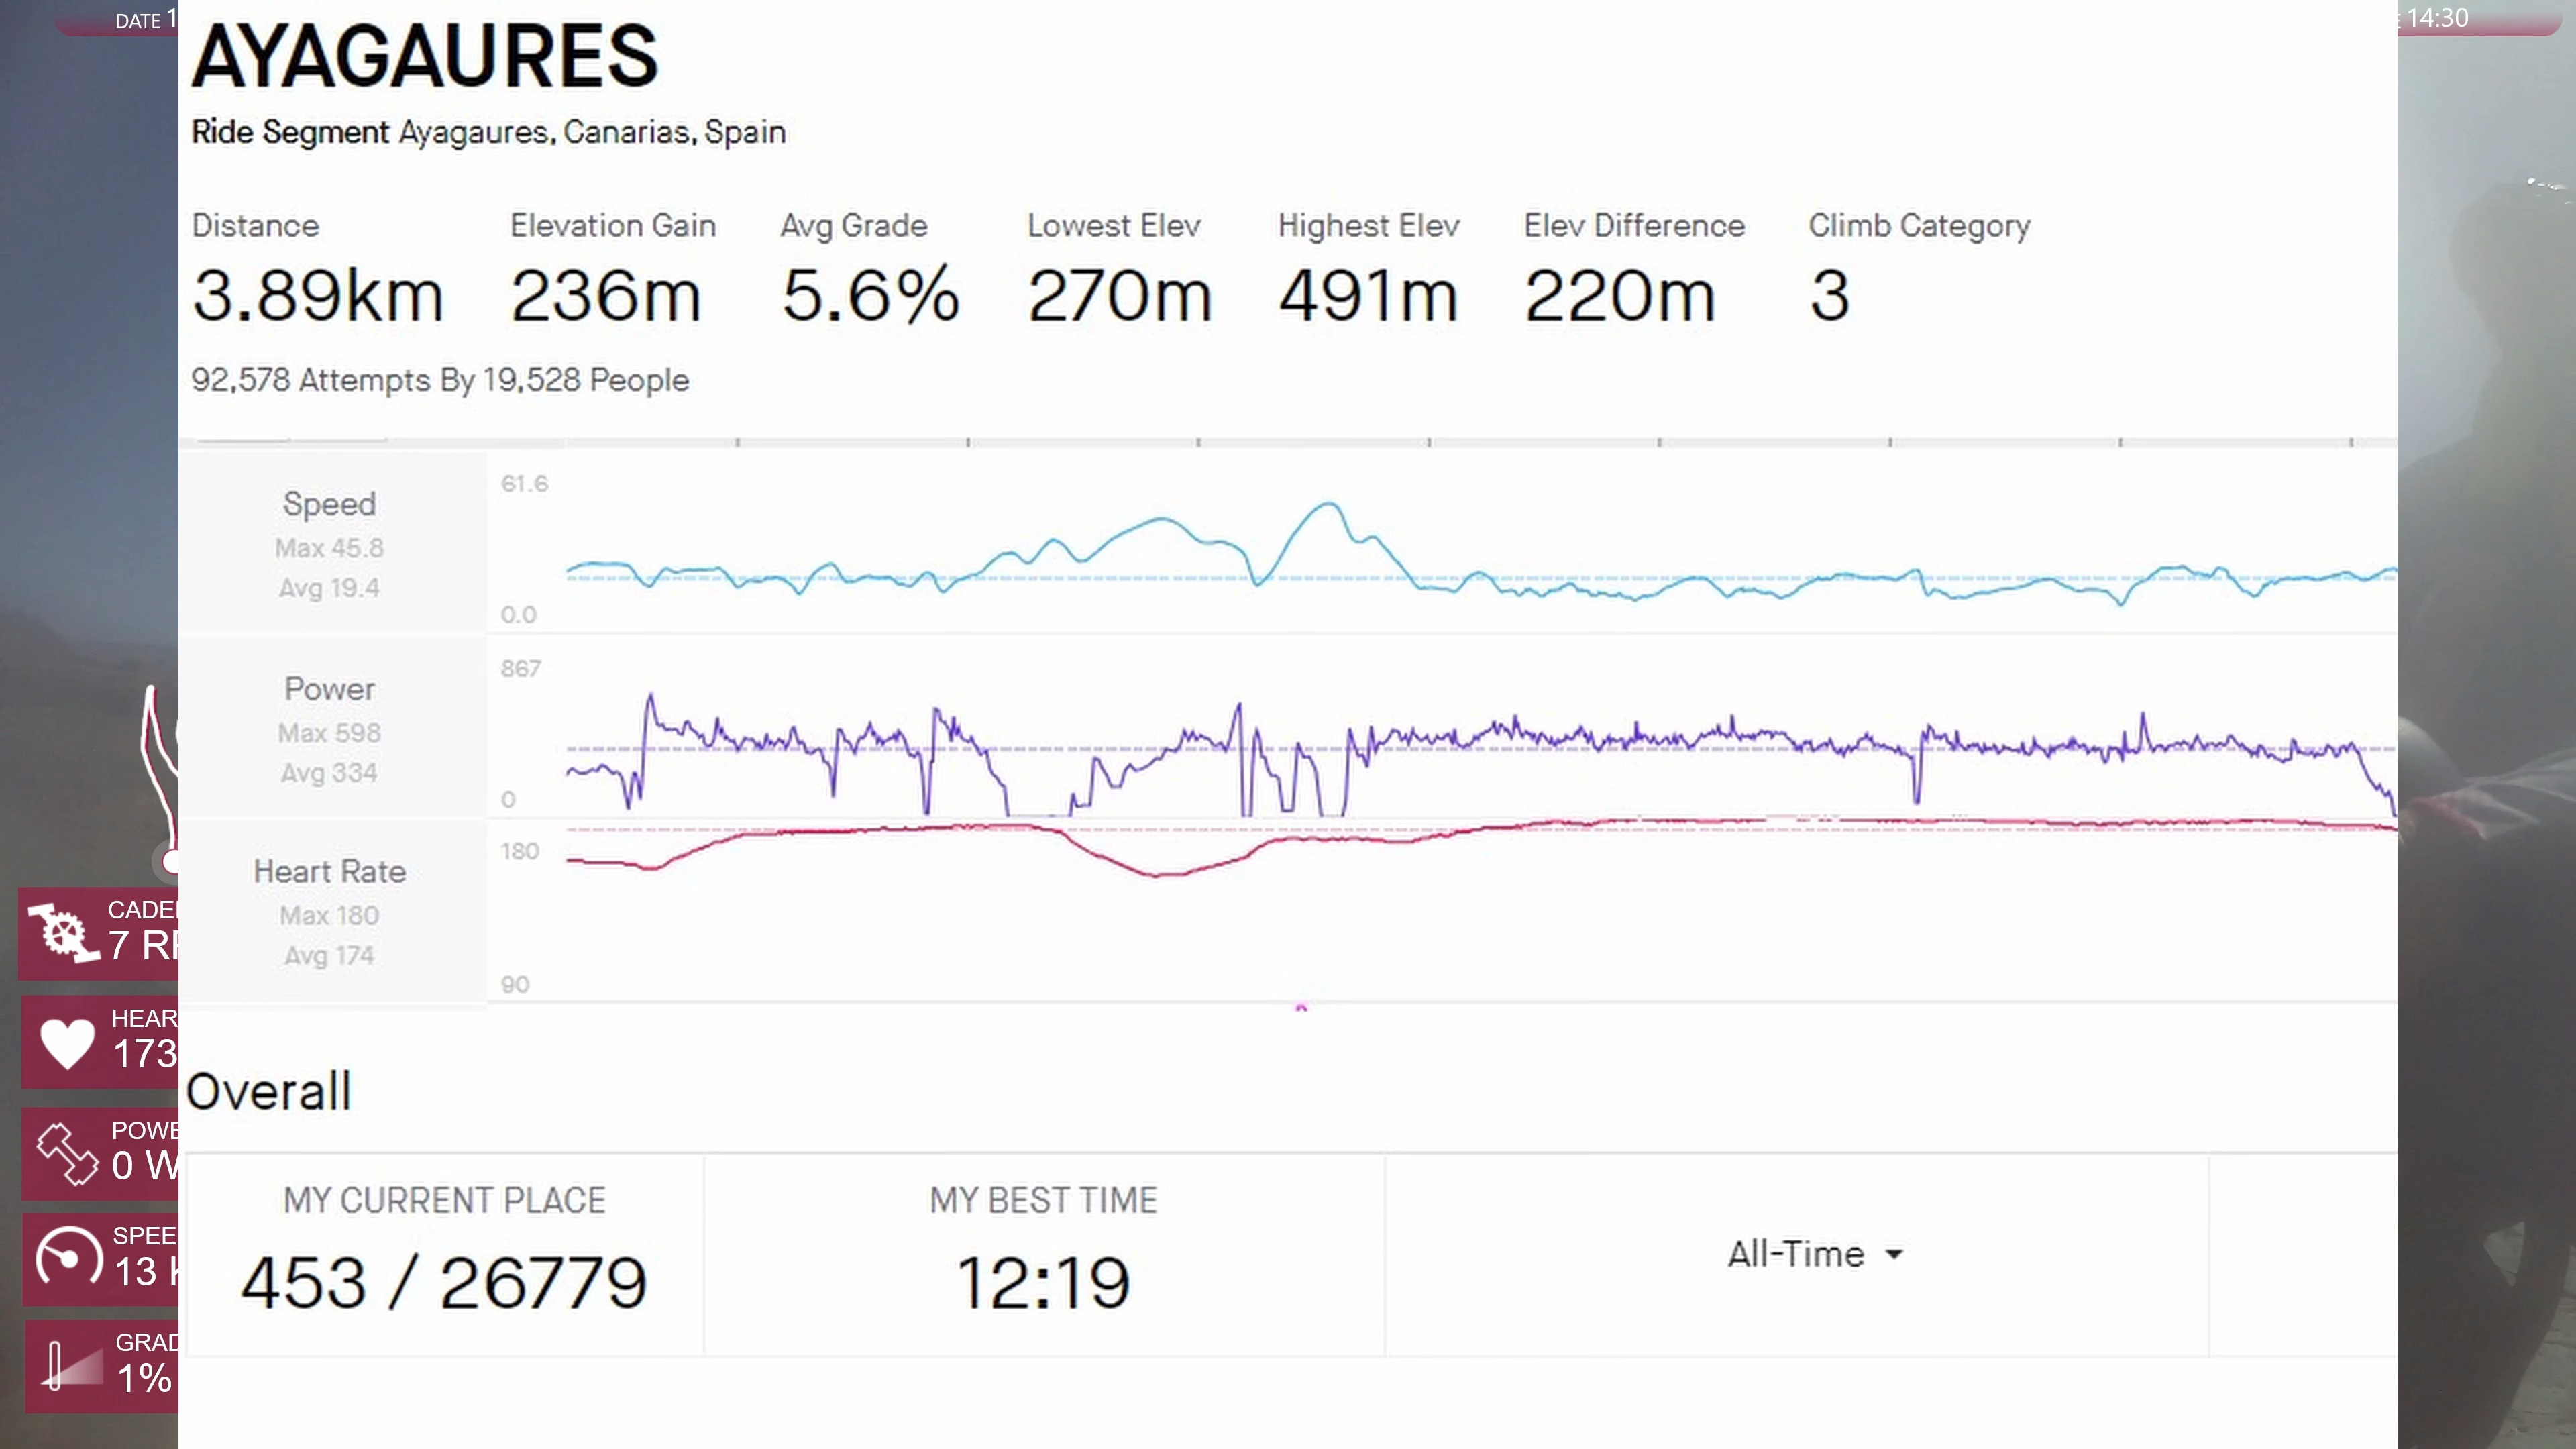 DATE 1
14:30
AYAGAURES
Ride Segment Ayagaures, Canarias, Spain
Distance Elevation Gain Avg Grade Lowest Elev Highest Elev Elev Difference Climb Category
3.89km 236m 5.6% 270m 491m 220m 3
92,578 Attempts By 19,528 People
Speed
Max 45.8
Avg 19.4
61.6
0.0
Power
Max 598
Avg 334
867
0
Heart Rate
Max 180
Avg 174
180
90
CADE
7 R
HEAR
173
POWE
0 W
SPEE
13
GRAD
1%
Overall
MY CURRENT PLACE
453 / 26779
MY BEST TIME
12:19
All-Time